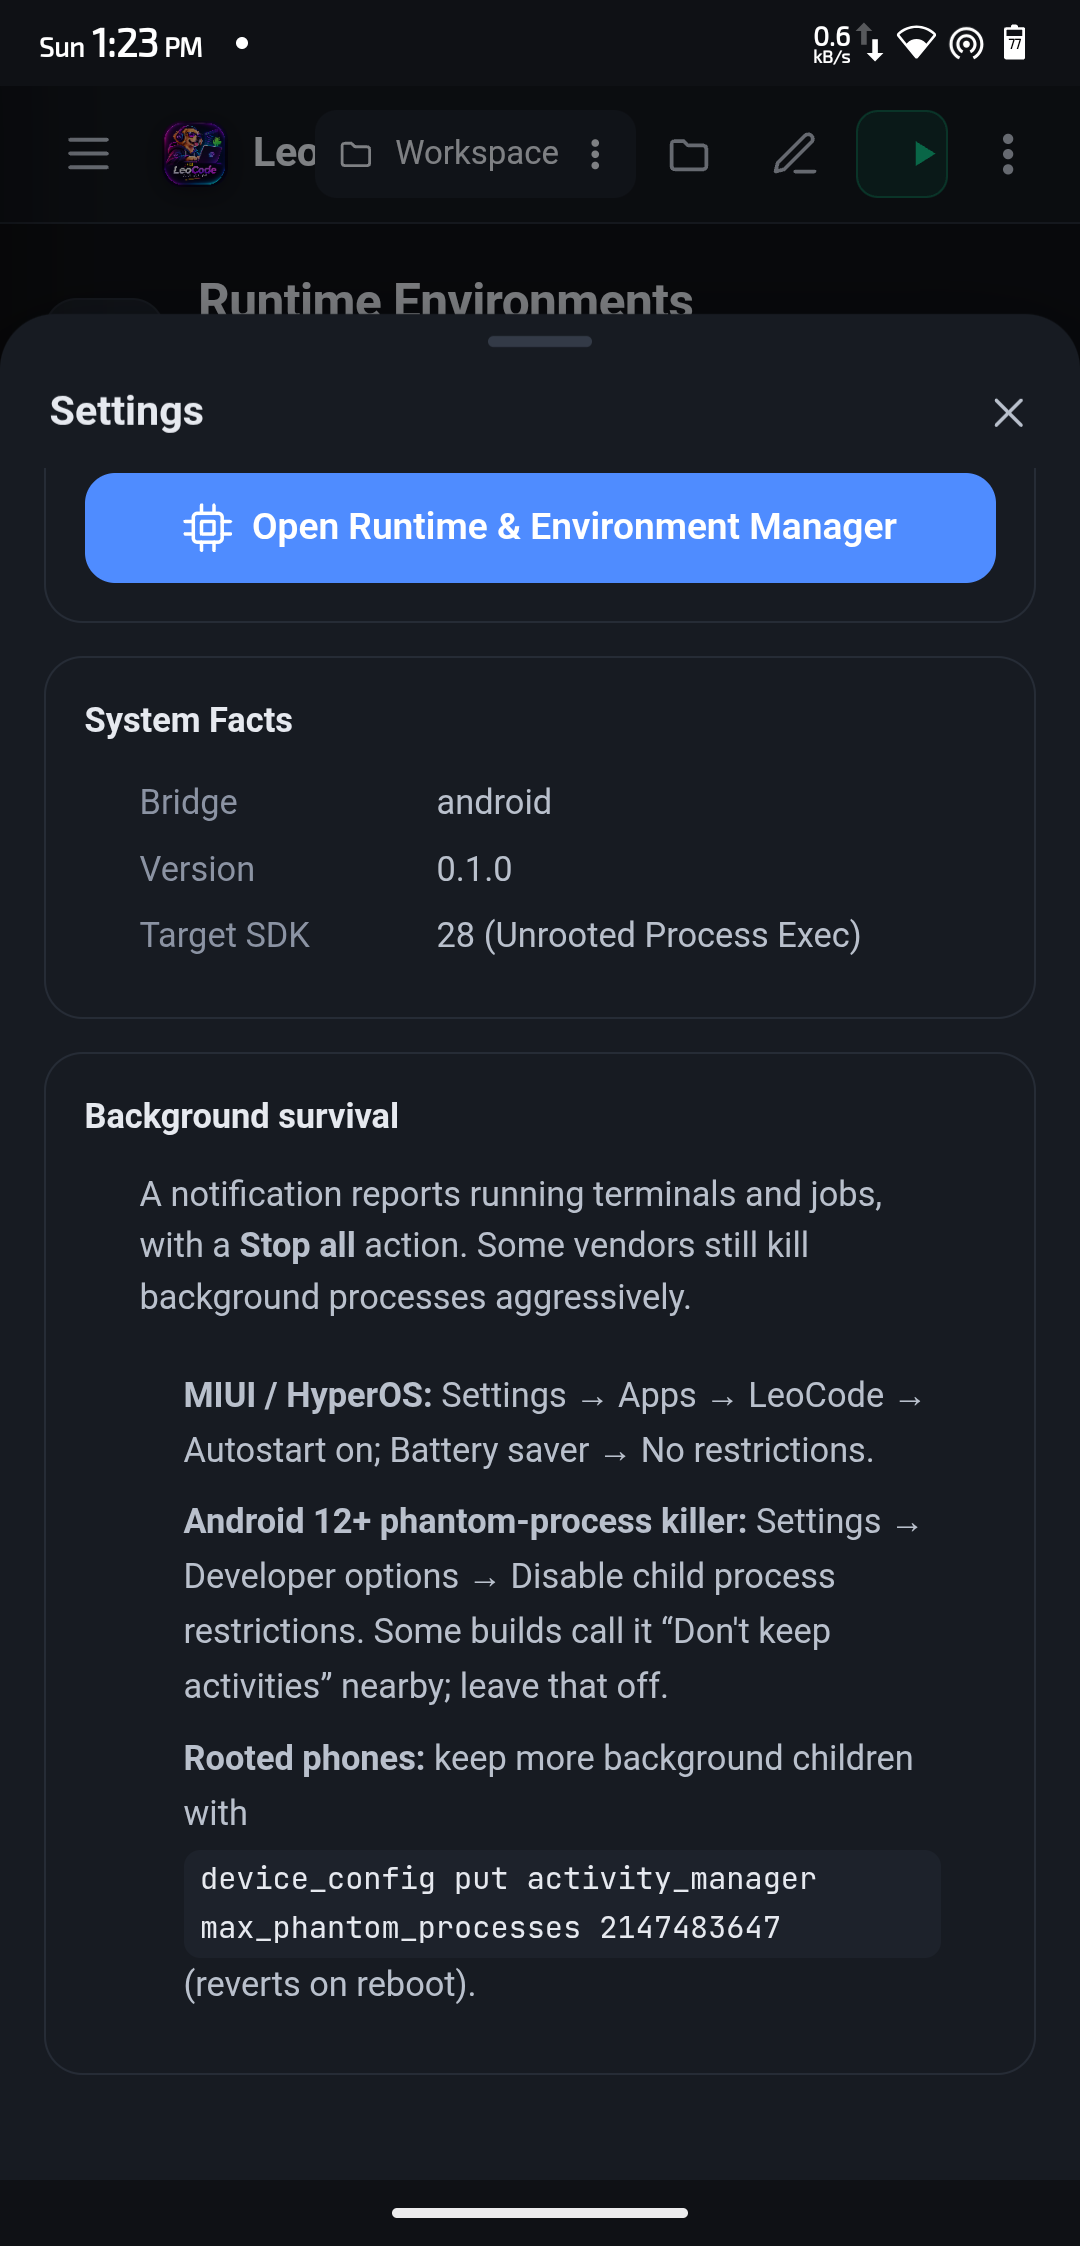 Sun 1:23 PM
0.6
kB/s
77
LeoCode
Leo
Workspace
Runtime Environments
Settings
Open Runtime & Environment Manager
System Facts
Bridge android
Version 0.1.0
Target SDK 28 (Unrooted Process Exec)
Background survival
A notification reports running terminals and jobs,
with a Stop all action. Some vendors still kill
background processes aggressively.
MIUI / HyperOS: Settings → Apps → LeoCode →
Autostart on; Battery saver → No restrictions.
Android 12+ phantom-process killer: Settings →
Developer options → Disable child process
restrictions. Some builds call it “Don't keep
activities” nearby; leave that off.
Rooted phones: keep more background children
with
device_config put activity_manager
max_phantom_processes 2147483647
(reverts on reboot).